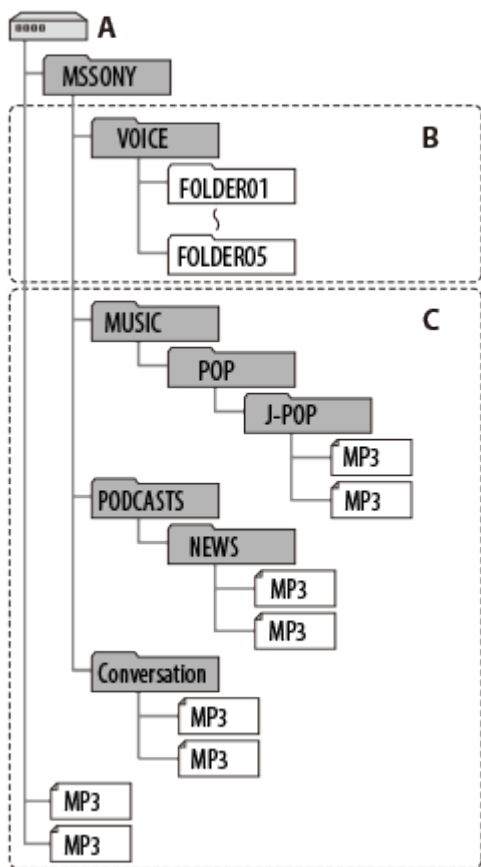 A
MSSONY
B
VOICE
FOLDER01
FOLDER05
C
MUSIC
POP
J-POP
MP3
MP3
PODCASTS
NEWS
MP3
MP3
Conversation
MP3
MP3
MP3
MP3